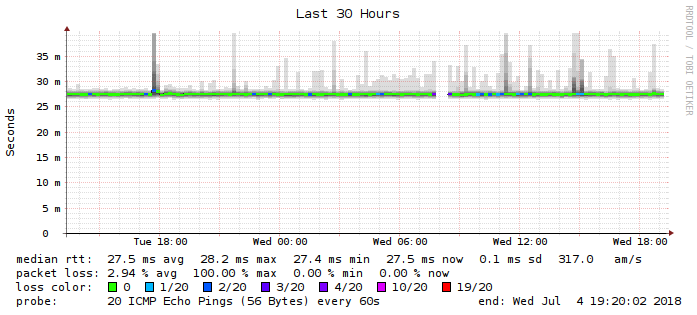 Last 30 Hours
RRDTOOL / TOBI OETIKER
Seconds
35 m
30 m
25 m
20 m
15 m
10 m
5 m
0
Tue 18:00 Wed 00:00 Wed 06:00 Wed 12:00 Wed 18:00
median rtt: 27.5 ms avg 28.2 ms max 27.4 ms min 27.5 ms now 0.1 ms sd 317.0 am/s
packet loss: 2.94 % avg 100.00 % max 0.00 % min 0.00 % now
loss color: 0 1/20 2/20 3/20 4/20 10/20 19/20
probe: 20 ICMP Echo Pings (56 Bytes) every 60s end: Wed Jul 4 19:20:02 2018